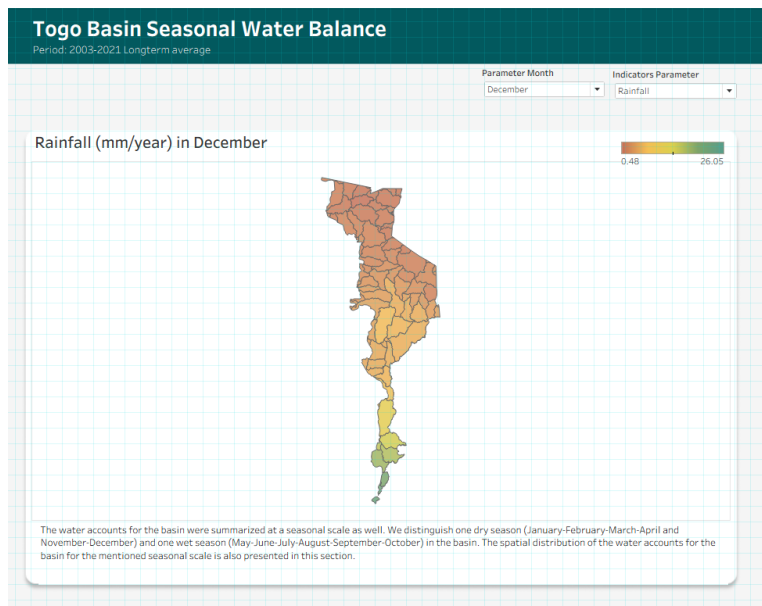 Togo Basin Seasonal Water Balance
Period: 2003-2021 Longterm average
Parameter Month
Indicators Parameter
December
Rainfall
Rainfall (mm/year) in December
0.48
26.05
The water accounts for the basin were summarized at a seasonal scale as well. We distinguish one dry season (January-February-March-April and
November-December) and one wet season (May-June-July-August-September-October) in the basin. The spatial distribution of the water accounts for the
basin for the mentioned seasonal scale is also presented in this section.